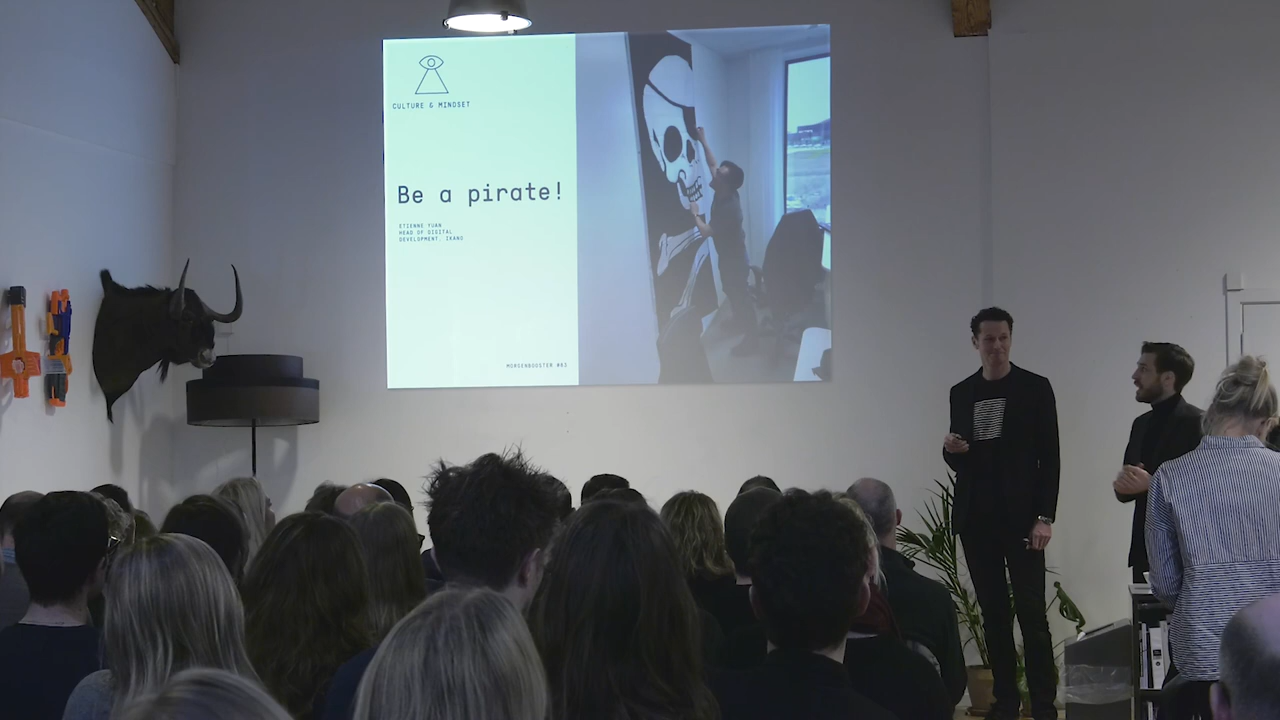 CULTURE & MINDSET
Be a pirate!
ETIENNE YUAN
HEAD OF DIGITAL
DEVELOPMENT, IKANO
MORGENBOOSTER #83